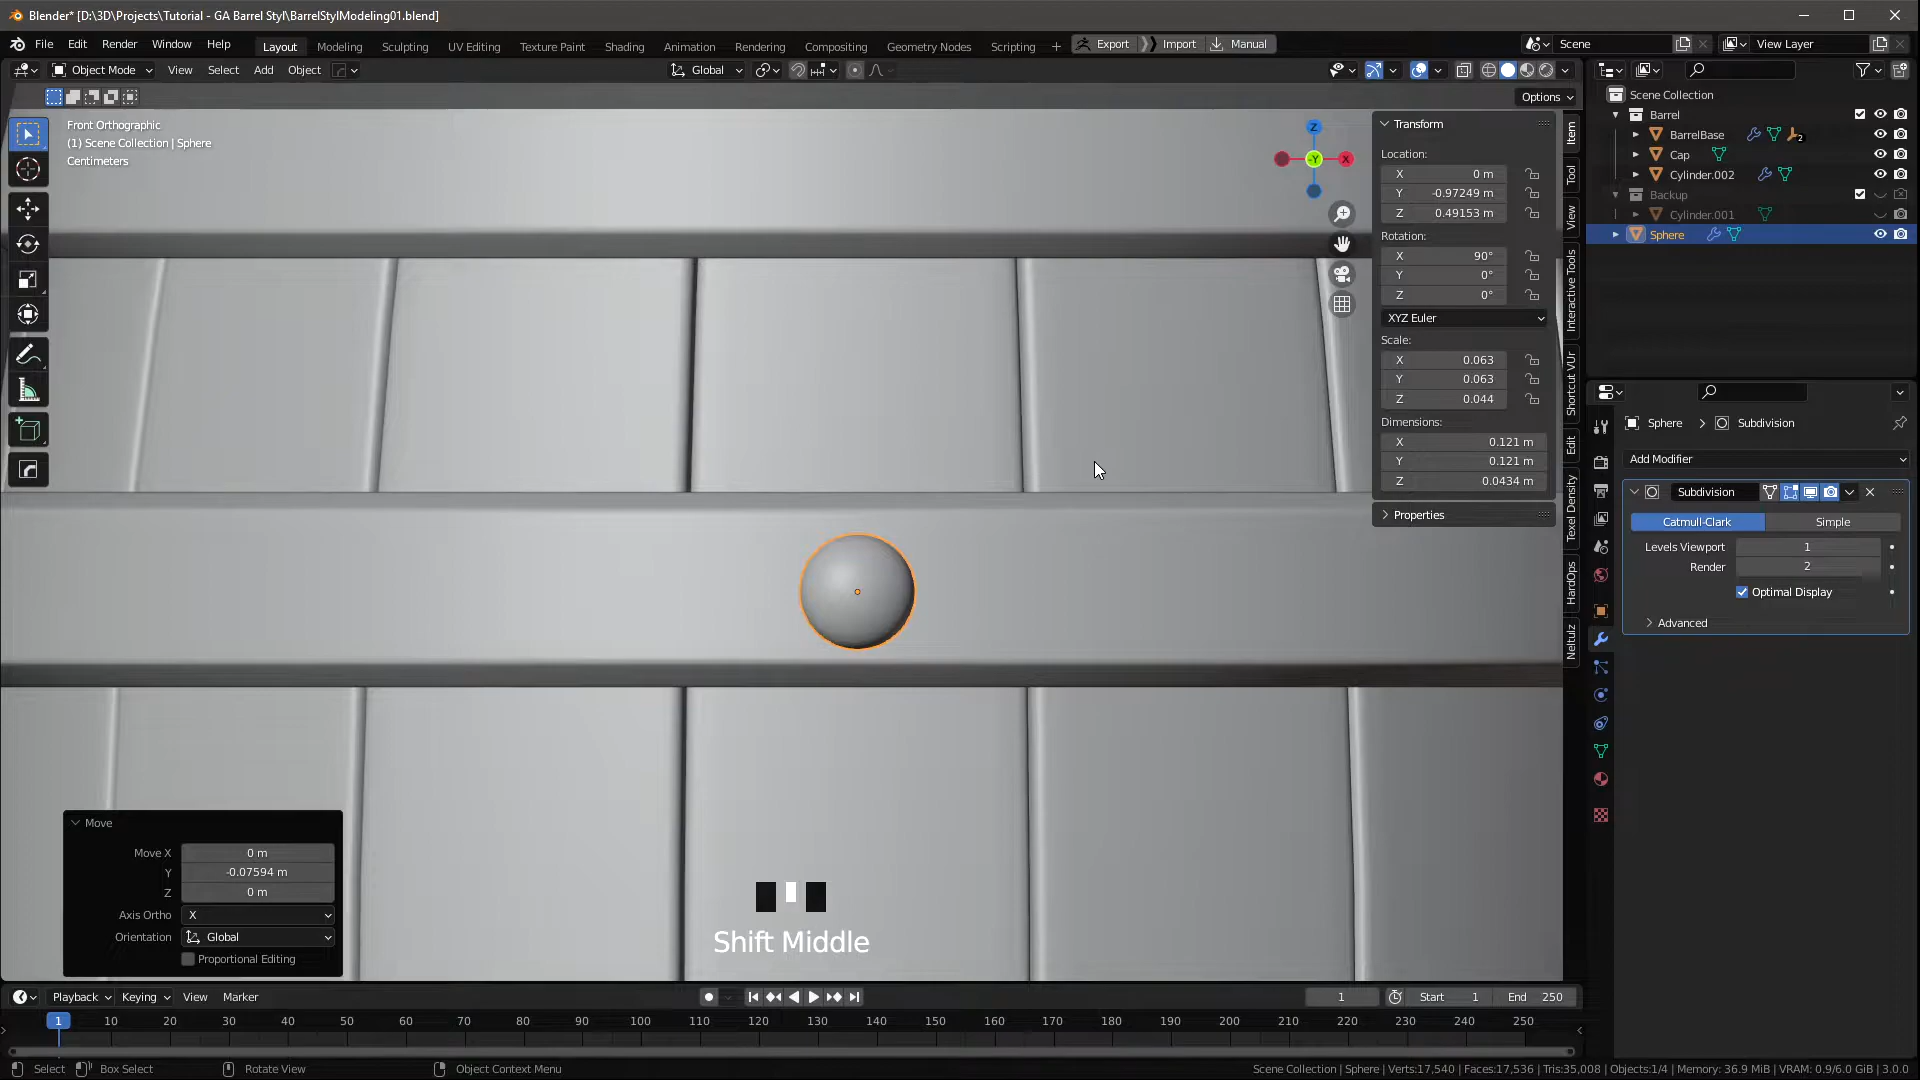 Blender* [D:\3D\Projects\Tutorial - GA Barrel Styl\BarrelStylModeling01.blend]
File Edit Render Window Help Layout Modeling Sculpting UV Editing Texture Paint Shading Animation Rendering Compositing Geometry Nodes Scripting + Export Import Manual Scene View Layer
Object Mode View Select Add Object Global
Options
Front Orthographic
(1) Scene Collection | Sphere
Centimeters
Z
-Y
X
Transform
Location:
X 0 m
Y -0.97249 m
Z 0.49153 m
Rotation:
X 90°
Y 0°
Z 0°
XYZ Euler
Scale:
X 0.063
Y 0.063
Z 0.044
Dimensions:
X 0.121 m
Y 0.121 m
Z 0.0434 m
Properties
Item
Tool
View
Interactive Tools
Shortcut VUr
Edit
Texel Density
HardOps
Neltulz
Scene Collection
Barrel
BarrelBase 2
Cap
Cylinder.002
Backup
Cylinder.001
Sphere
Sphere > Subdivision
Add Modifier
Subdivision
Catmull-Clark Simple
Levels Viewport 1
Render 2
Optimal Display
Advanced
Move
Move X 0 m
Y -0.07594 m
Z 0 m
Axis Ortho X
Orientation Global
Proportional Editing
Shift Middle
Playback Keying View Marker 1 Start 1 End 250
1 10 20 30 40 50 60 70 80 90 100 110 120 130 140 150 160 170 180 190 200 210 220 230 240 250
Select Box Select Rotate View Object Context Menu Scene Collection | Sphere | Verts:17,540 | Faces:17,536 | Tris:35,008 | Objects:1/4 | Memory: 36.9 MiB | VRAM: 0.9/6.0 GiB | 3.0.0